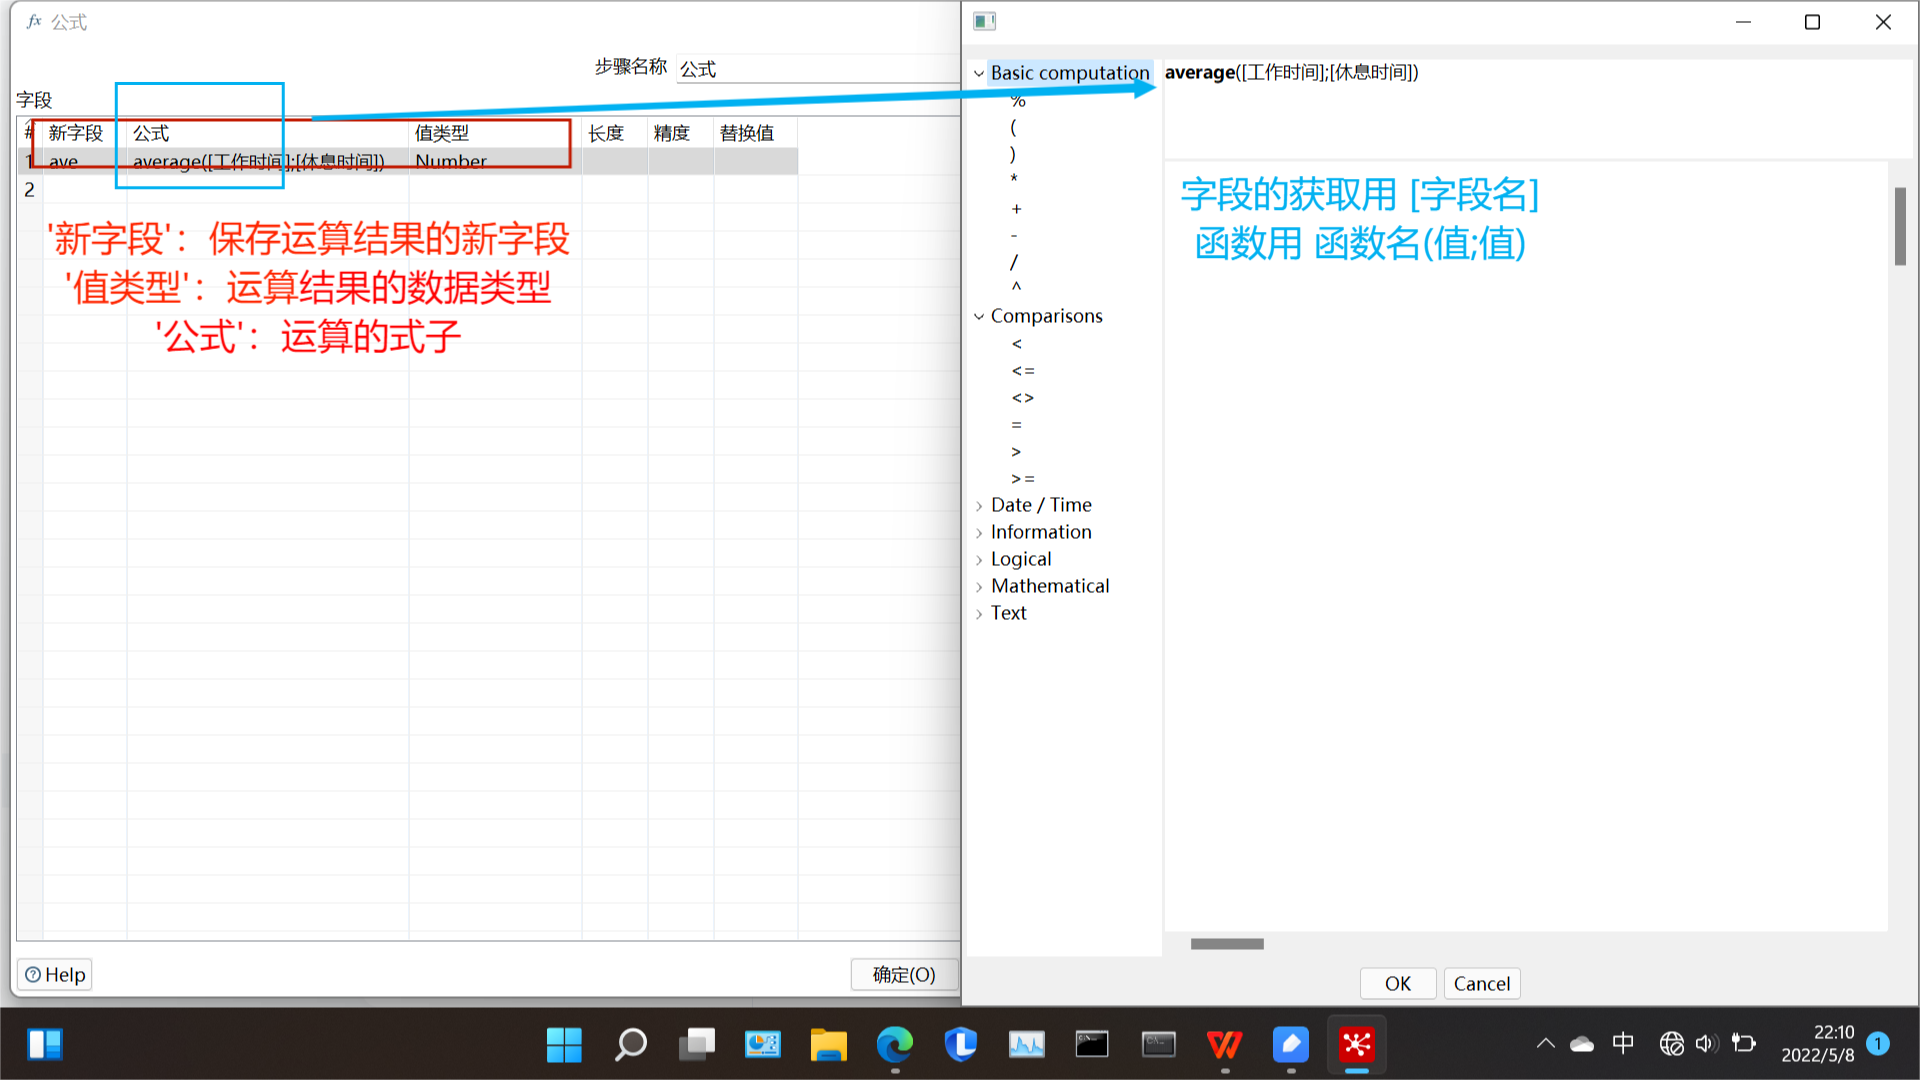 公式
步骤名称 公式
字段
# 新字段 公式 值类型 长度 精度 替换值
1 ave average([工作时间];[休息时间]) Number
2
'新字段'：保存运算结果的新字段
'值类型'：运算结果的数据类型
'公式'：运算的式子
Help
确定(O)
Basic computation
%
(
)
*
+
-
/
^
Comparisons
<
<=
<>
=
>
>=
Date / Time
Information
Logical
Mathematical
Text
average([工作时间];[休息时间])
字段的获取用 [字段名]
函数用 函数名(值;值)
OK
Cancel
中
22:10
2022/5/8
1